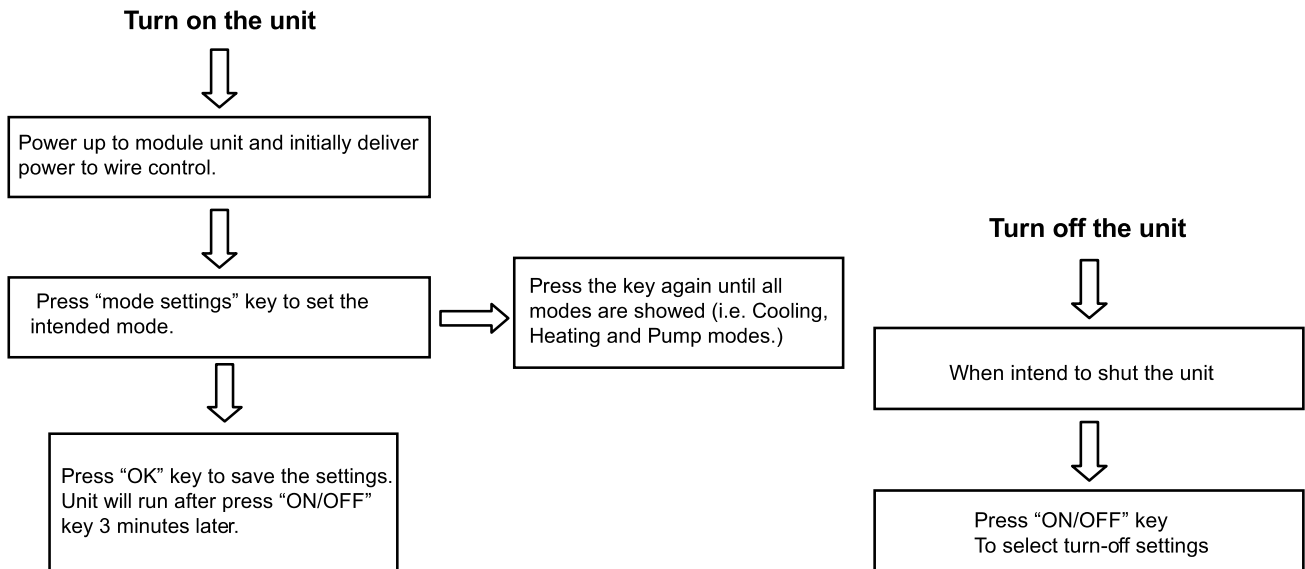 Turn on the unit
Power up to module unit and initially deliver
power to wire control.
Press “mode settings” key to set the
intended mode.
Press the key again until all
modes are showed (i.e. Cooling,
Heating and Pump modes.)
Press “OK” key to save the settings.
Unit will run after press “ON/OFF”
key 3 minutes later.
Turn off the unit
When intend to shut the unit
Press “ON/OFF” key
To select turn-off settings